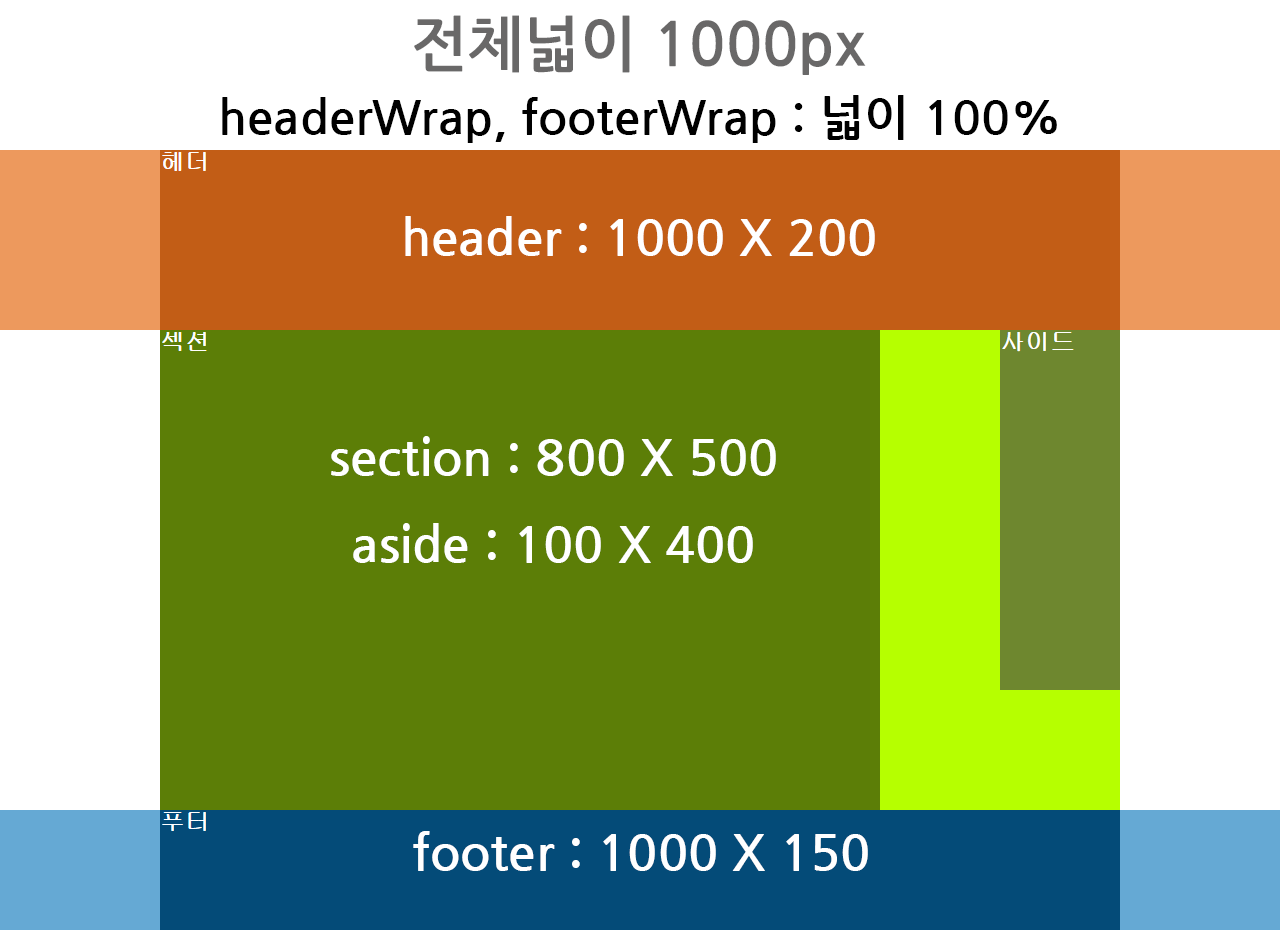 전체넓이 1000px
headerWrap, footerWrap : 넓이 100%
헤더
header : 1000 X 200
섹션
사이드
section : 800 X 500
aside : 100 X 400
푸터
footer : 1000 X 150